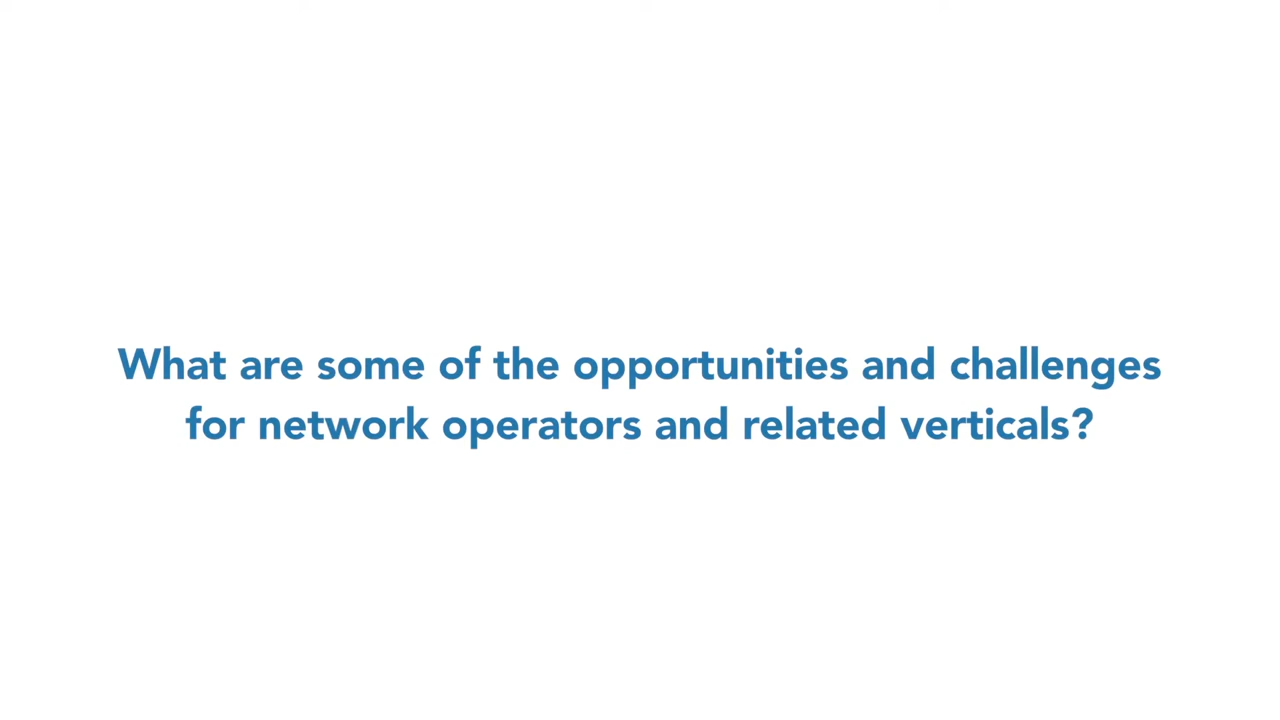 What are some of the opportunities and challenges
for network operators and related verticals?